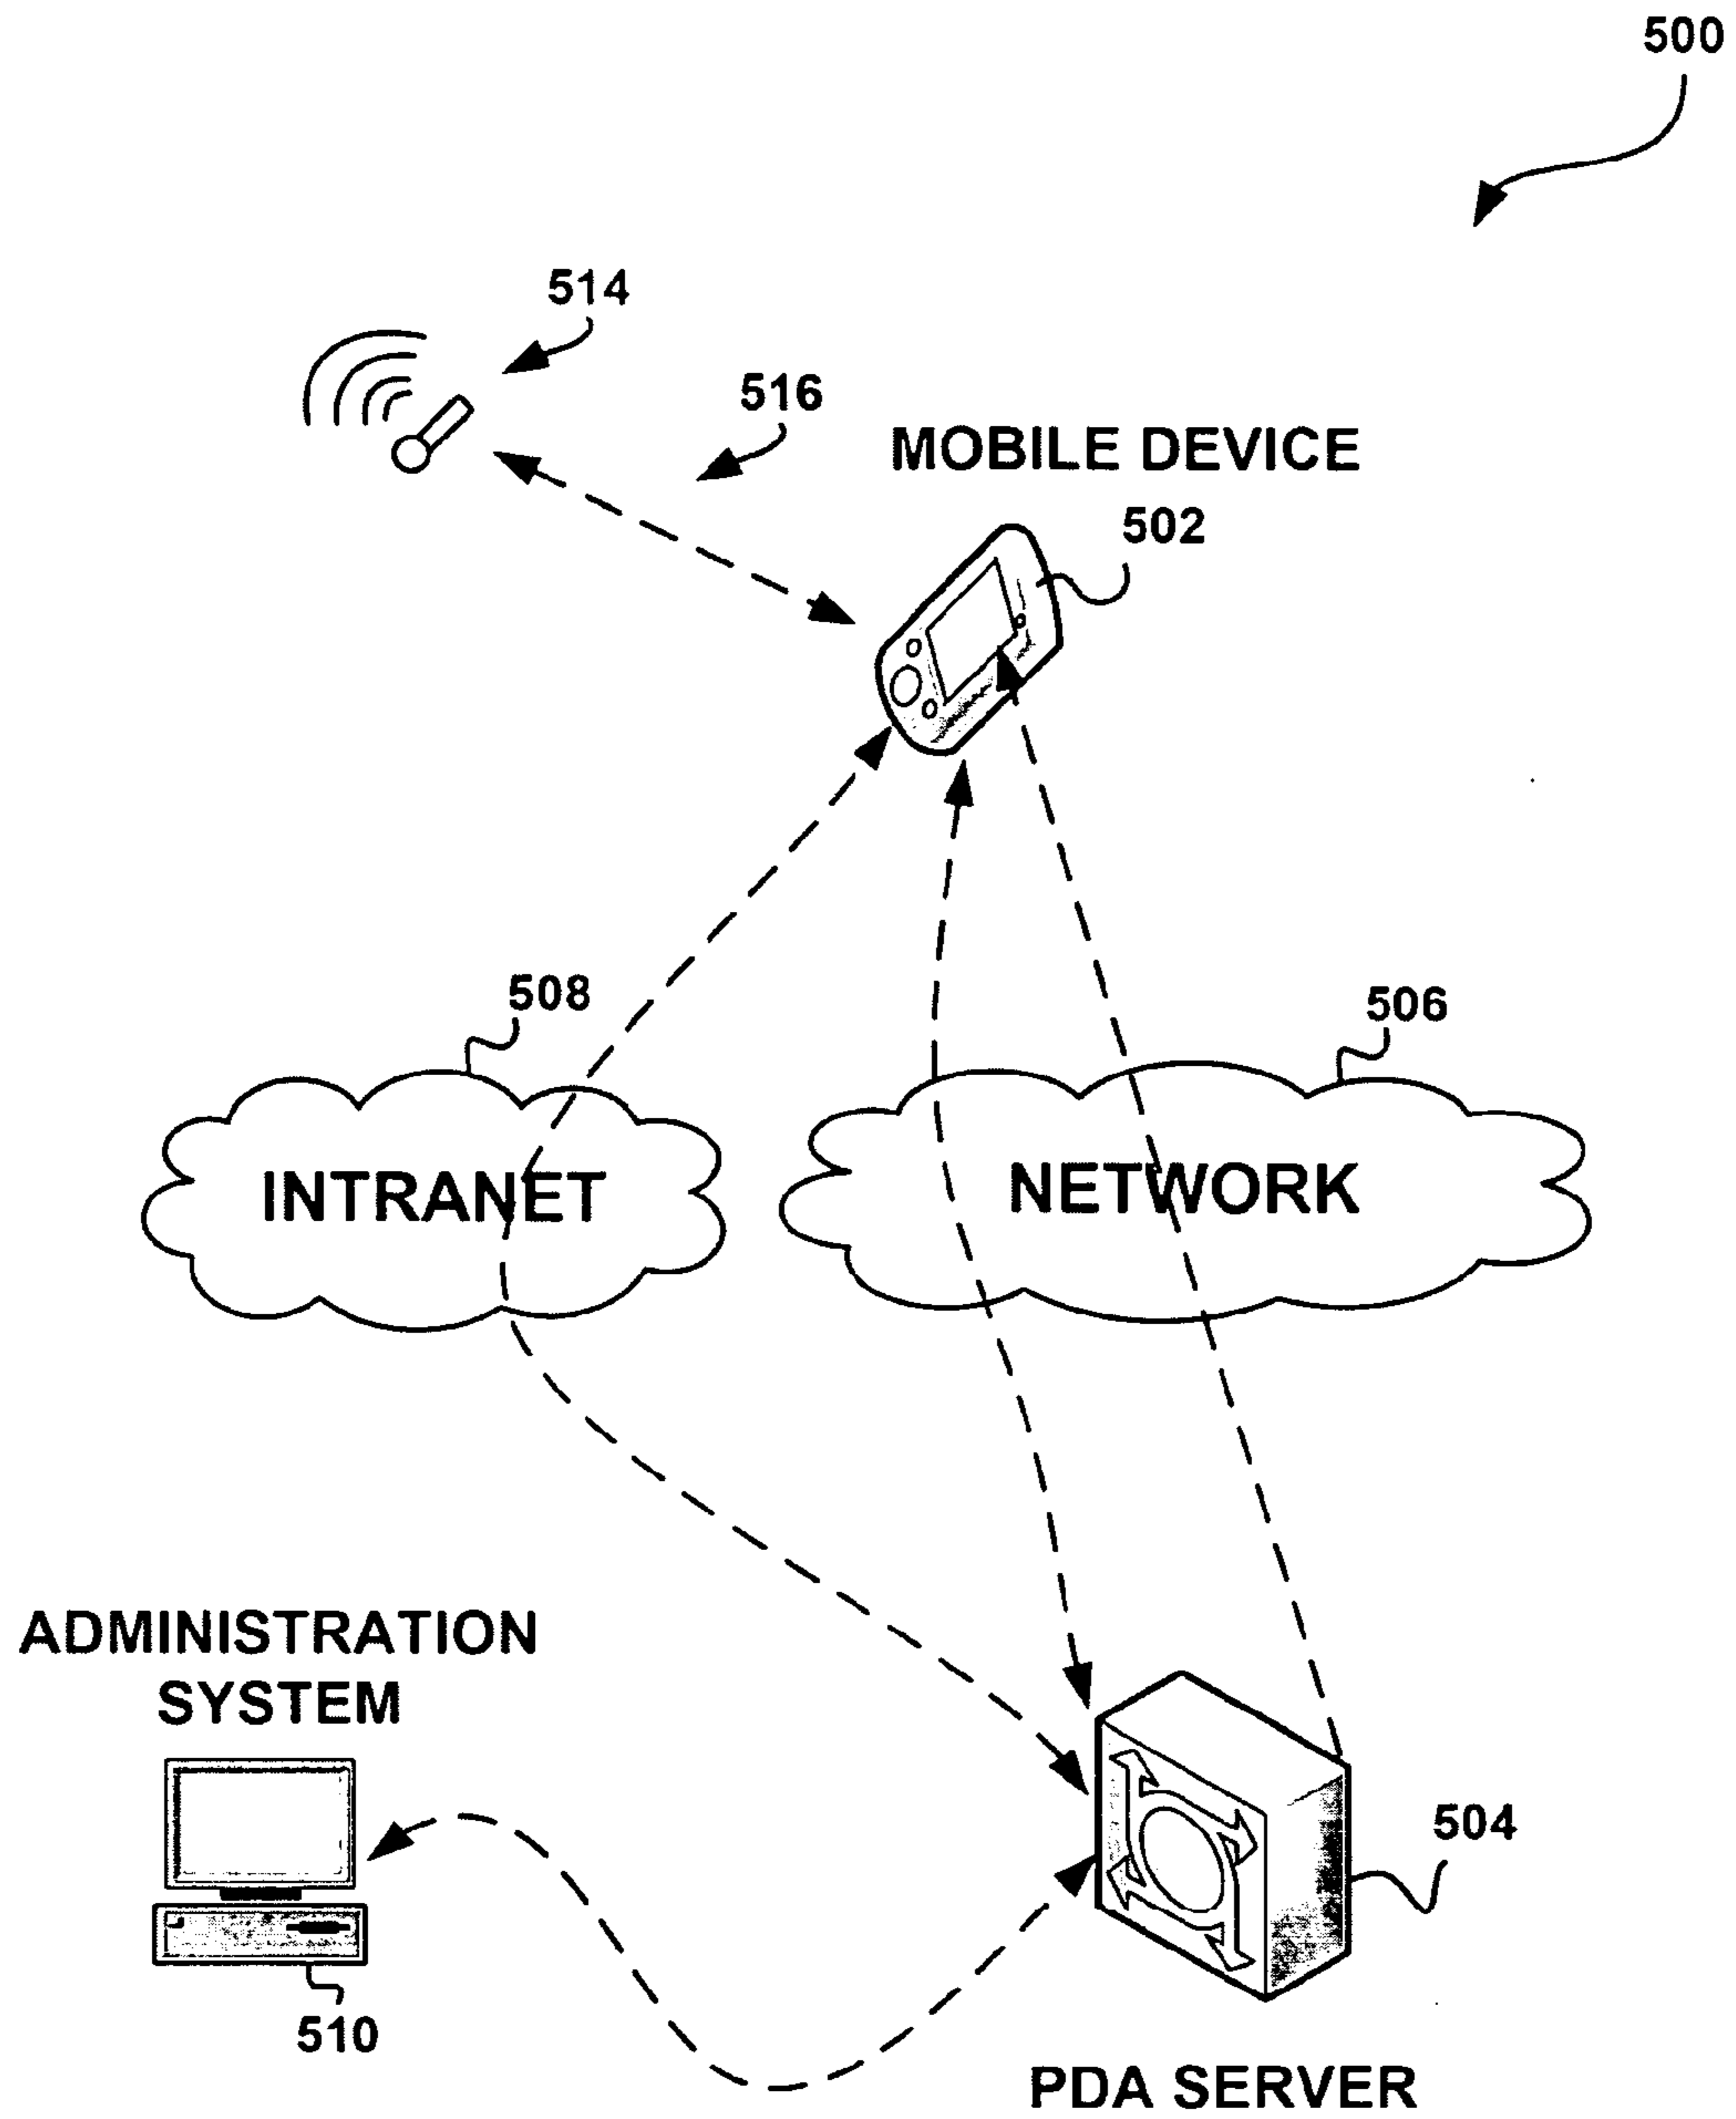 500
514
516
MOBILE DEVICE
502
508
506
INTRANET
NETWORK
ADMINISTRATION
SYSTEM
504
510
PDA SERVER